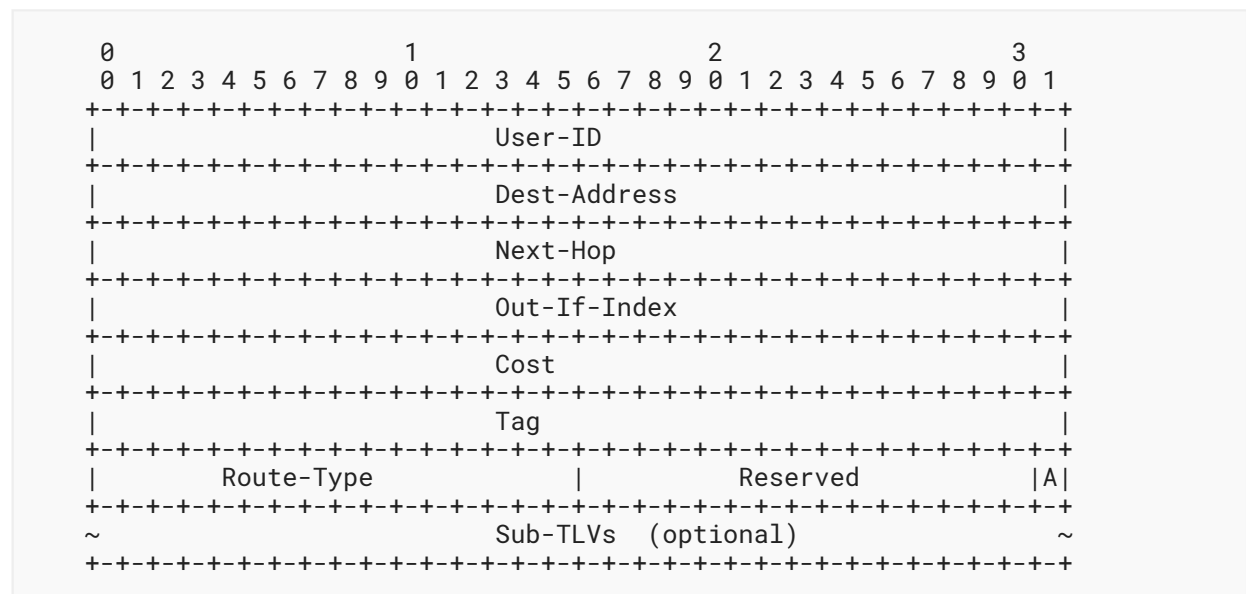 0                   1                   2                   3
0 1 2 3 4 5 6 7 8 9 0 1 2 3 4 5 6 7 8 9 0 1 2 3 4 5 6 7 8 9 0 1
+-+-+-+-+-+-+-+-+-+-+-+-+-+-+-+-+-+-+-+-+-+-+-+-+-+-+-+-+-+-+-+-+
|                          User-ID                              |
+-+-+-+-+-+-+-+-+-+-+-+-+-+-+-+-+-+-+-+-+-+-+-+-+-+-+-+-+-+-+-+-+
|                          Dest-Address                         |
+-+-+-+-+-+-+-+-+-+-+-+-+-+-+-+-+-+-+-+-+-+-+-+-+-+-+-+-+-+-+-+-+
|                          Next-Hop                             |
+-+-+-+-+-+-+-+-+-+-+-+-+-+-+-+-+-+-+-+-+-+-+-+-+-+-+-+-+-+-+-+-+
|                          Out-If-Index                         |
+-+-+-+-+-+-+-+-+-+-+-+-+-+-+-+-+-+-+-+-+-+-+-+-+-+-+-+-+-+-+-+-+
|                          Cost                                 |
+-+-+-+-+-+-+-+-+-+-+-+-+-+-+-+-+-+-+-+-+-+-+-+-+-+-+-+-+-+-+-+-+
|                          Tag                                  |
+-+-+-+-+-+-+-+-+-+-+-+-+-+-+-+-+-+-+-+-+-+-+-+-+-+-+-+-+-+-+-+-+
|        Route-Type             |          Reserved           |A|
+-+-+-+-+-+-+-+-+-+-+-+-+-+-+-+-+-+-+-+-+-+-+-+-+-+-+-+-+-+-+-+-+
~                          Sub-TLVs  (optional)                 ~
+-+-+-+-+-+-+-+-+-+-+-+-+-+-+-+-+-+-+-+-+-+-+-+-+-+-+-+-+-+-+-+-+